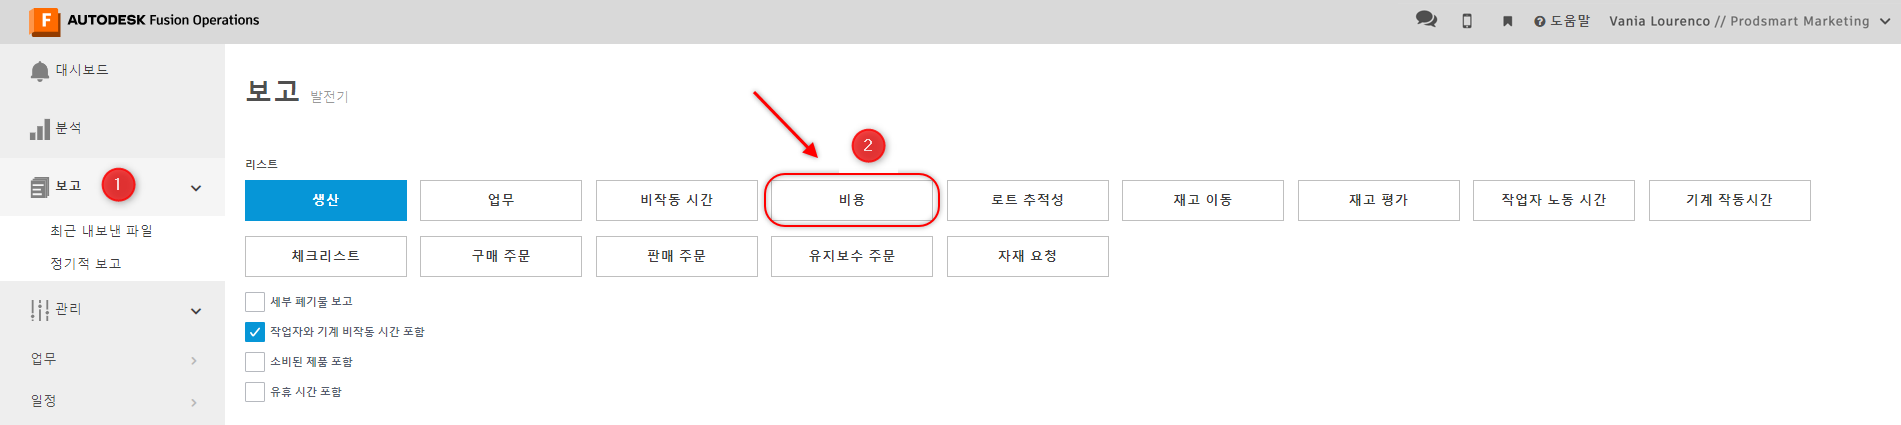 F AUTODESK Fusion Operations
도움말 Vania Lourenco // Prodsmart Marketing
대시보드
분석
보고 1
최근 내보낸 파일
정기적 보고
관리
업무
일정
보고 발전기
2
리스트
생산 업무 비작동 시간 비용 로트 추적성 재고 이동 재고 평가 작업자 노동 시간 기계 작동시간
체크리스트 구매 주문 판매 주문 유지보수 주문 자재 요청
세부 폐기물 보고
작업자와 기계 비작동 시간 포함
소비된 제품 포함
유휴 시간 포함